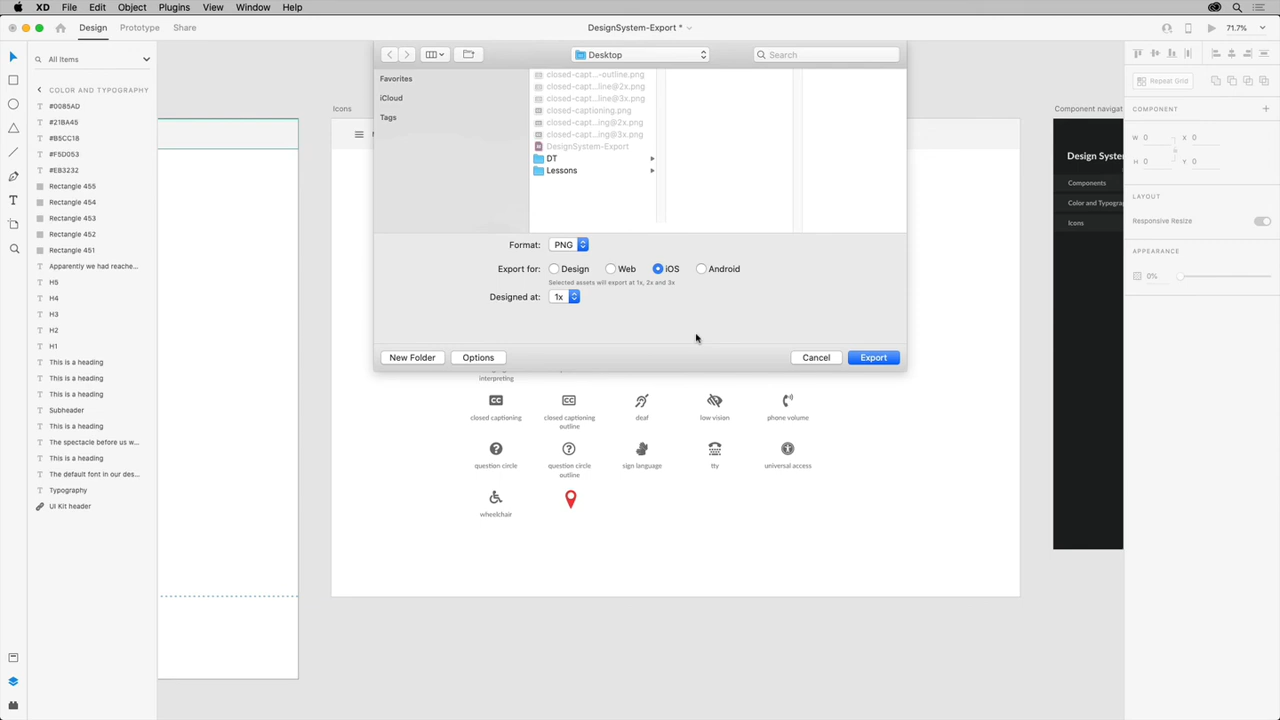 XD File Edit Object Plugins View Window Help
Design Prototype Share
DesignSystem-Export *
71.7%
All Items
COLOR AND TYPOGRAPHY
#0085AD
#21BA45
#B5CC18
#F5D053
#EB3232
Rectangle 455
Rectangle 454
Rectangle 453
Rectangle 452
Rectangle 451
Apparently we had reache...
H5
H4
H3
H2
H1
This is a heading
This is a heading
This is a heading
Subheader
This is a heading
The spectacle before us w...
This is a heading
The default font in our des...
Typography
UI Kit header
Icons
Desktop
Search
Favorites
iCloud
Tags
closed-capt...-outline.png
closed-capt...line@2x.png
closed-capt...line@3x.png
closed-captioning.png
closed-capt...ing@2x.png
closed-capt...ing@3x.png
DesignSystem-Export
DT
Lessons
Format: PNG
Export for: Design Web iOS Android
Selected assets will export at 1x, 2x and 3x
Designed at: 1x
New Folder Options Cancel Export
interpreting
CC CC
closed captioning
closed captioning
outline
deaf
low vision
phone volume
question circle
question circle
outline
sign language
tty
universal access
wheelchair
Component navigat
Design System
Components
Color and Typogra
Icons
Repeat Grid
COMPONENT
W 0 X 0
H 0 Y 0
LAYOUT
Responsive Resize
APPEARANCE
0%